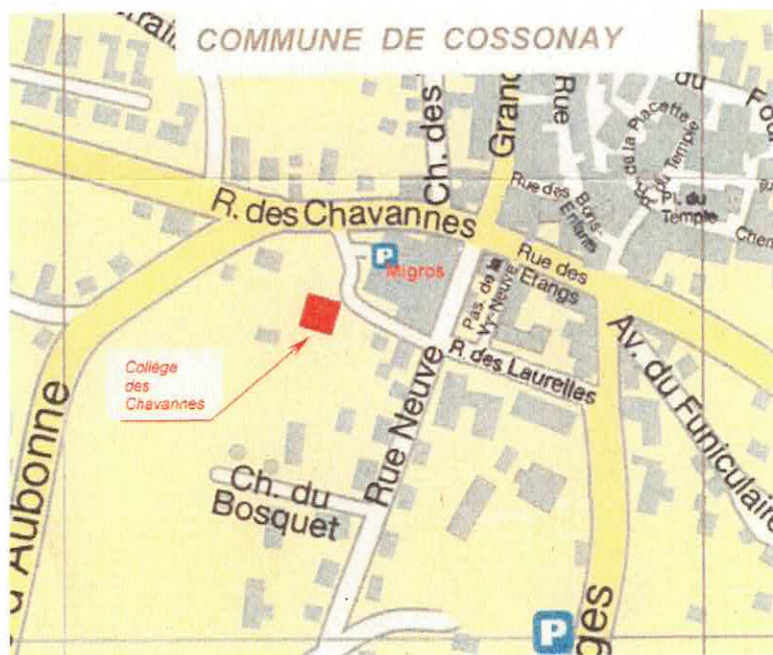 COMMUNE DE COSSONAY
Ch. des
Grand
Rue
du
Fou
de la Placette
R. du Temple
Pl. du
Temple
Rue des
Bons-
Enfants
R. des Chavannes
P
Migros
Pas. de la
Vy-Neuve
Rue des
Etangs
Chem
R. des Laurelles
Av. du Funiculaire
Collège
des
Chavannes
Rue Neuve
Ch. du
Bosquet
d'Aubonne
P
ges